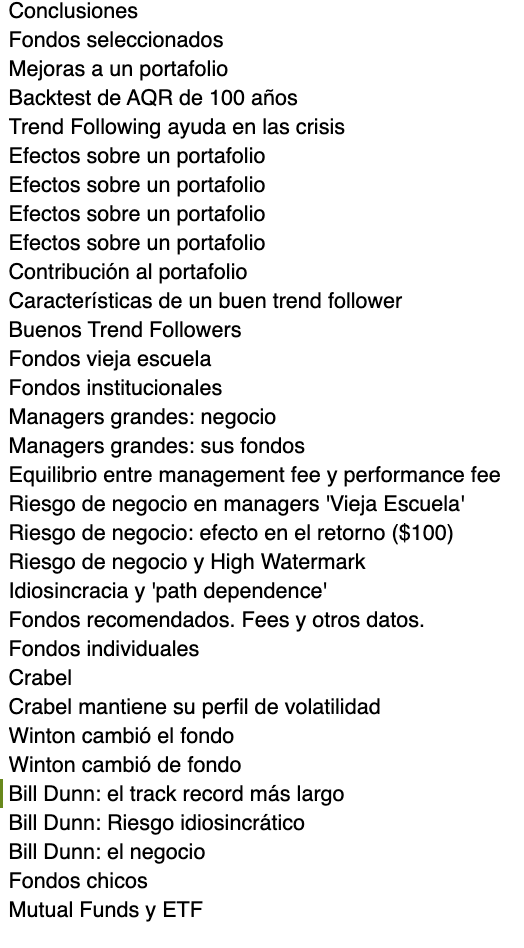 Conclusiones
Fondos seleccionados
Mejoras a un portafolio
Backtest de AQR de 100 años
Trend Following ayuda en las crisis
Efectos sobre un portafolio
Efectos sobre un portafolio
Efectos sobre un portafolio
Efectos sobre un portafolio
Contribución al portafolio
Características de un buen trend follower
Buenos Trend Followers
Fondos vieja escuela
Fondos institucionales
Managers grandes: negocio
Managers grandes: sus fondos
Equilibrio entre management fee y performance fee
Riesgo de negocio en managers 'Vieja Escuela'
Riesgo de negocio: efecto en el retorno ($100)
Riesgo de negocio y High Watermark
Idiosincracia y 'path dependence'
Fondos recomendados. Fees y otros datos.
Fondos individuales
Crabel
Crabel mantiene su perfil de volatilidad
Winton cambió el fondo
Winton cambió de fondo
Bill Dunn: el track record más largo
Bill Dunn: Riesgo idiosincrático
Bill Dunn: el negocio
Fondos chicos
Mutual Funds y ETF